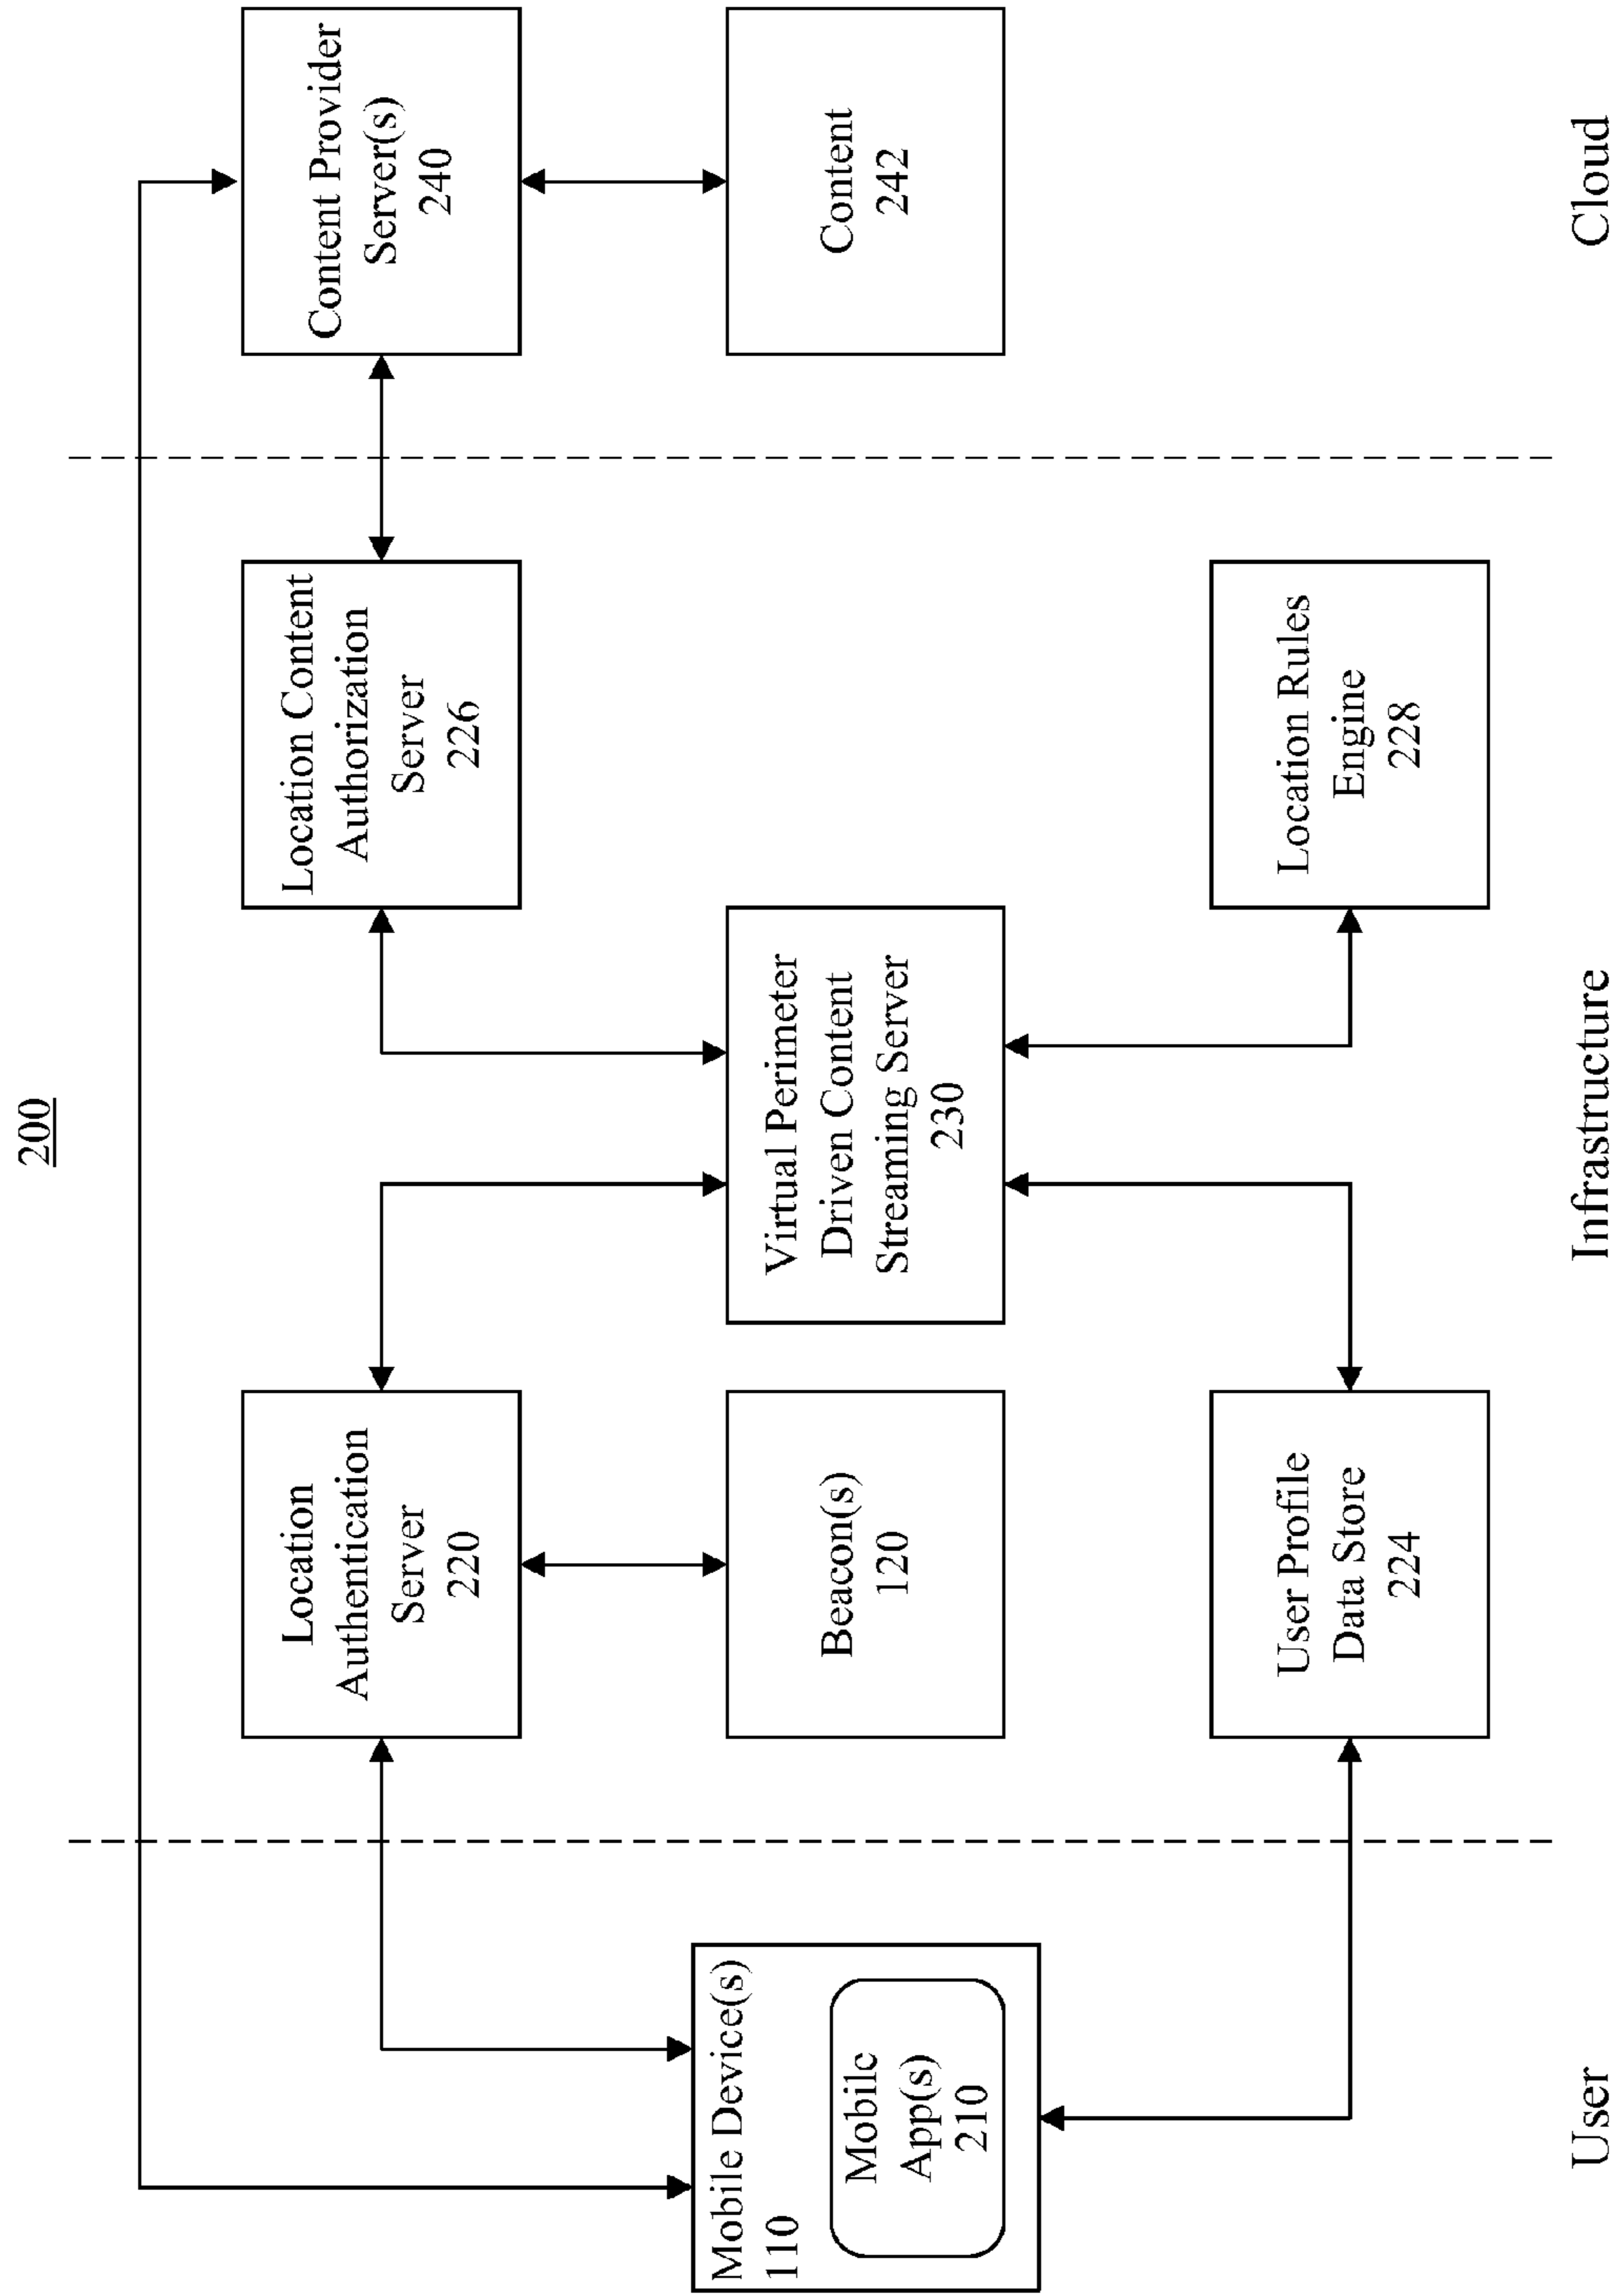 200
Mobile Device(s)
110
Mobile
App(s)
210
Location
Authentication
Server
220
Beacon(s)
120
User Profile
Data Store
224
Virtual Perimeter
Driven Content
Streaming Server
230
Location Content
Authorization
Server
226
Location Rules
Engine
228
Content Provider
Server(s)
240
Content
242
User
Infrastructure
Cloud